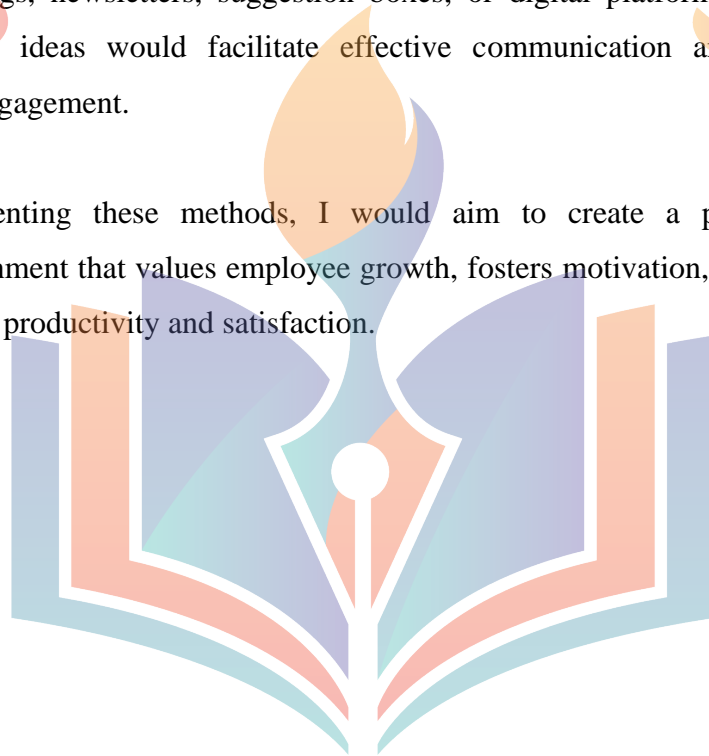 gs, newsletters, suggestion boxes, or digital platform
ideas would facilitate effective communication a
gagement.
enting these methods, I would aim to create a p
nment that values employee growth, fosters motivation,
productivity and satisfaction.